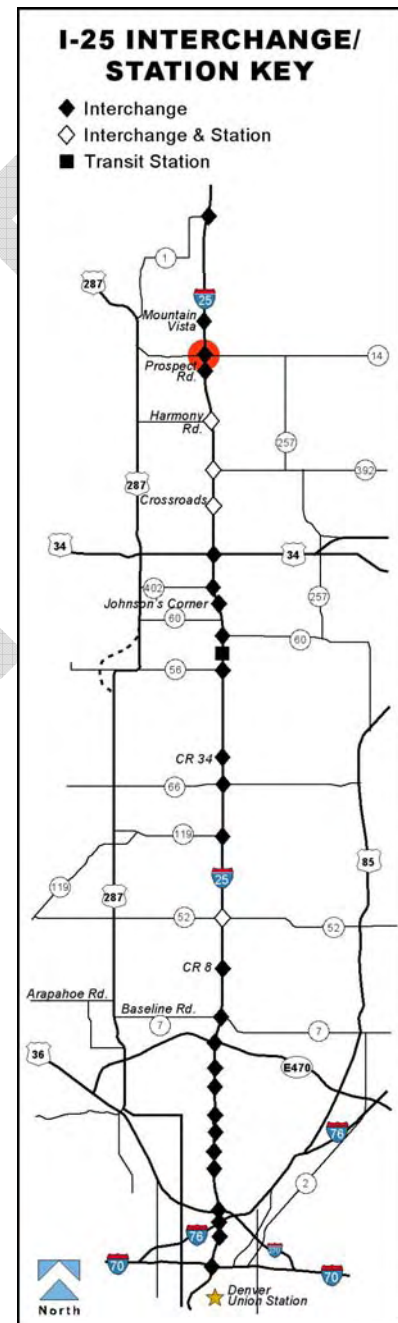 I-25 INTERCHANGE/
STATION KEY
Interchange
Interchange & Station
Transit Station
1
287
25
Mountain
Vista
14
Prospect
Rd.
Harmony
Rd.
257
392
287
Crossroads
34
34
402
Johnson's Corner
257
60
60
56
CR 34
66
119
85
25
119
287
52
52
CR 8
Arapahoe Rd.
Baseline Rd.
7
7
36
E470
76
2
76
70
70
Denver
Union Station
North